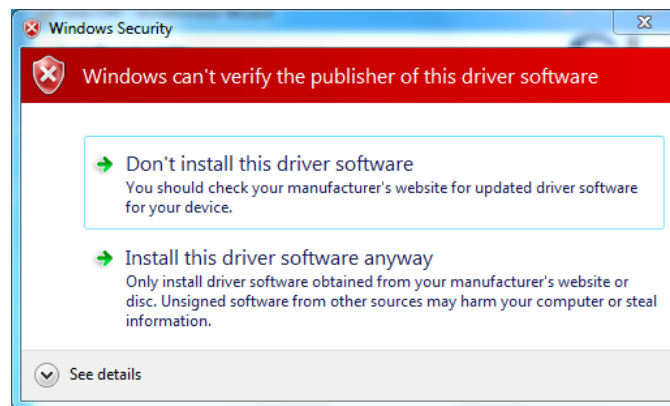 Windows Security
Windows can't verify the publisher of this driver software
Don't install this driver software
You should check your manufacturer's website for updated driver software
for your device.
Install this driver software anyway
Only install driver software obtained from your manufacturer's website or
disc. Unsigned software from other sources may harm your computer or steal
information.
See details